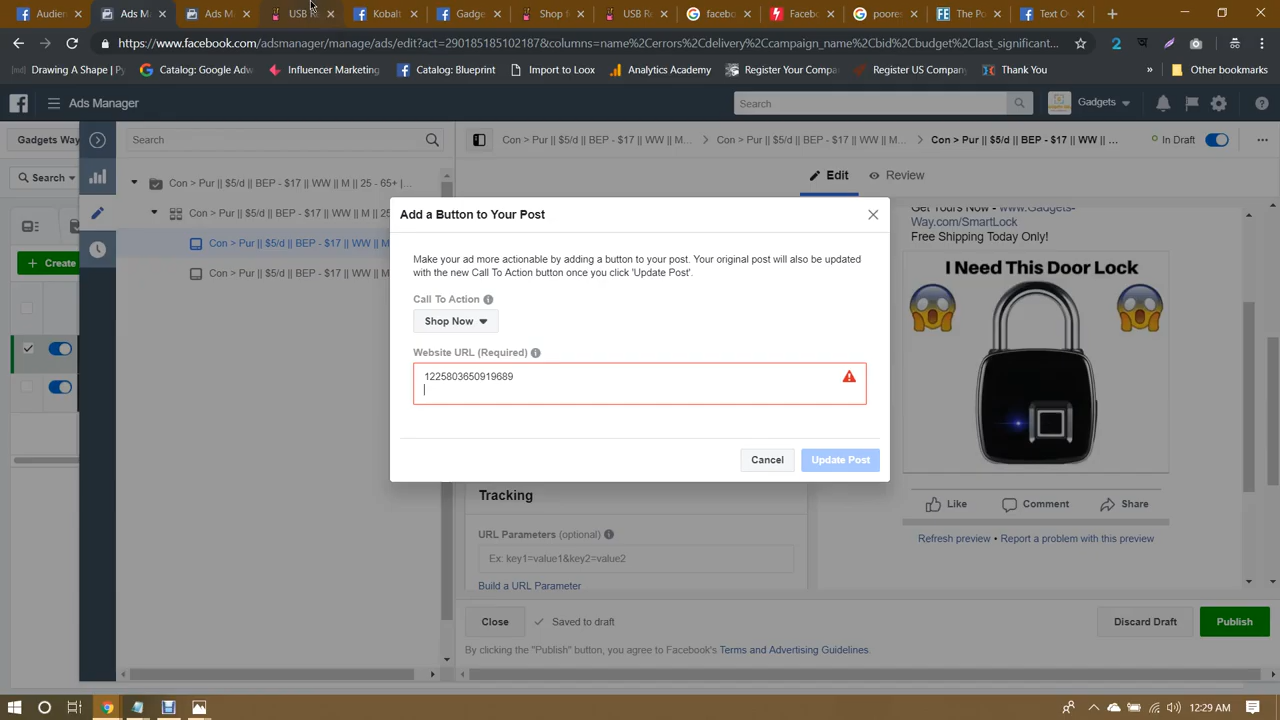 Audien
Ads Ma
Ads Ma
USB Re
Kobalt
Gadge
Shop f
USB Re
facebo
Facebo
poores
The Po
Text Ov
https://www.facebook.com/adsmanager/manage/ads/edit?act=2901851851021872&columns=name%2Cerrors%2Cdelivery%2Ccampaign_name%2Cbid%2Cbudget%2Clast_significant...
Drawing A Shape | Py
Catalog: Google Adw
Influencer Marketing
Catalog: Blueprint
Import to Loox
Analytics Academy
Register Your Compa
Register US Company
Thank You
»
Other bookmarks
Ads Manager
Search
Gadgets
Gadgets Way
Search
Con > Pur || $5/d || BEP - $17 || WW || M...
Con > Pur || $5/d || BEP - $17 || WW || M...
Con > Pur || $5/d || BEP - $17 || WW || ...
In Draft
Search
Con > Pur || $5/d || BEP - $17 || WW || M || 25 - 65+ |...
Edit
Review
Con > Pur || $5/d || BEP - $17 || WW || M || 25
Con > Pur || $5/d || BEP - $17 || WW || M
Con > Pur || $5/d || BEP - $17 || WW || M
+ Create
Get Yours Now - www.Gadgets-
Way.com/SmartLock
Free Shipping Today Only!
I Need This Door Lock
Add a Button to Your Post
Make your ad more actionable by adding a button to your post. Your original post will also be updated
with the new Call To Action button once you click 'Update Post'.
Call To Action
Shop Now
Website URL (Required)
1225803650919689
Cancel
Update Post
Like
Comment
Share
Refresh preview • Report a problem with this preview
Tracking
URL Parameters (optional)
Ex: key1=value1&key2=value2
Build a URL Parameter
Close
Saved to draft
Discard Draft
Publish
By clicking the "Publish" button, you agree to Facebook's Terms and Advertising Guidelines.
12:29 AM